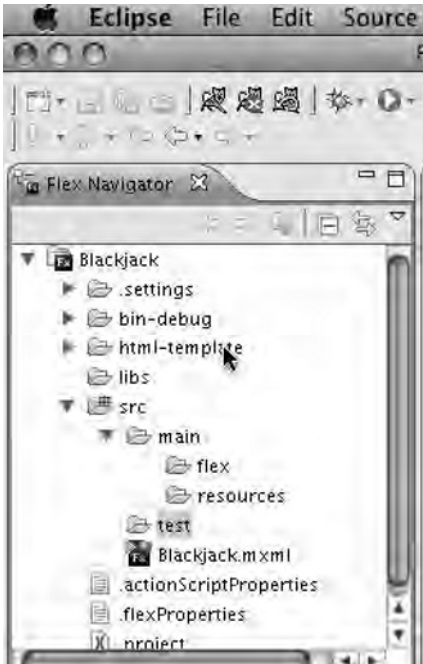 Eclipse File Edit Source
Flex Navigator
Blackjack
.settings
bin-debug
html-template
libs
src
main
flex
resources
test
Blackjack.mxml
.actionScriptProperties
.flexProperties
.project